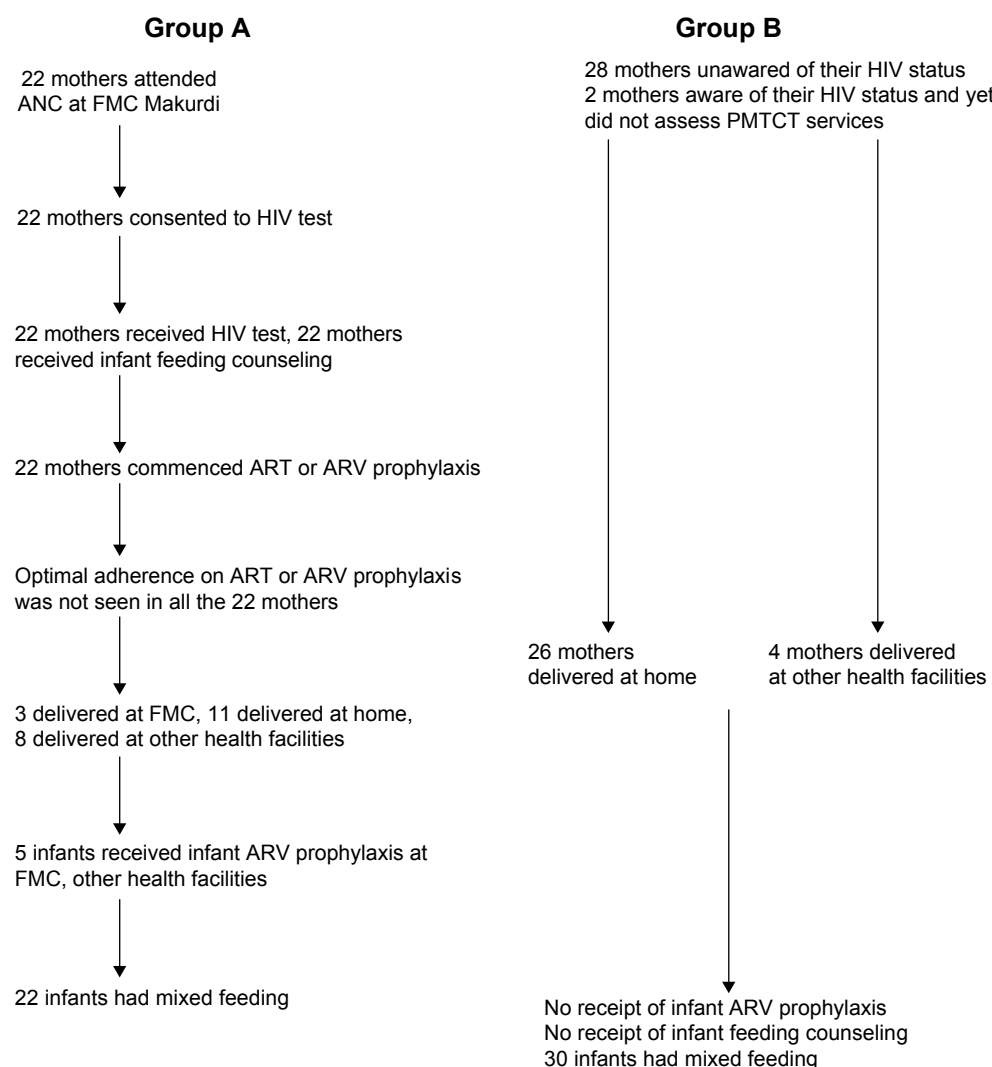 Group A
22 mothers attended
ANC at FMC Makurdi
22 mothers consented to HIV test
22 mothers received HIV test, 22 mothers
received infant feeding counseling
22 mothers commenced ART or ARV prophylaxis
Optimal adherence on ART or ARV prophylaxis
was not seen in all the 22 mothers
3 delivered at FMC, 11 delivered at home,
8 delivered at other health facilities
5 infants received infant ARV prophylaxis at
FMC, other health facilities
22 infants had mixed feeding
Group B
28 mothers unawared of their HIV status
2 mothers aware of their HIV status and yet
did not assess PMTCT services
26 mothers
delivered at home
4 mothers delivered
at other health facilities
No receipt of infant ARV prophylaxis
No receipt of infant feeding counseling
30 infants had mixed feeding